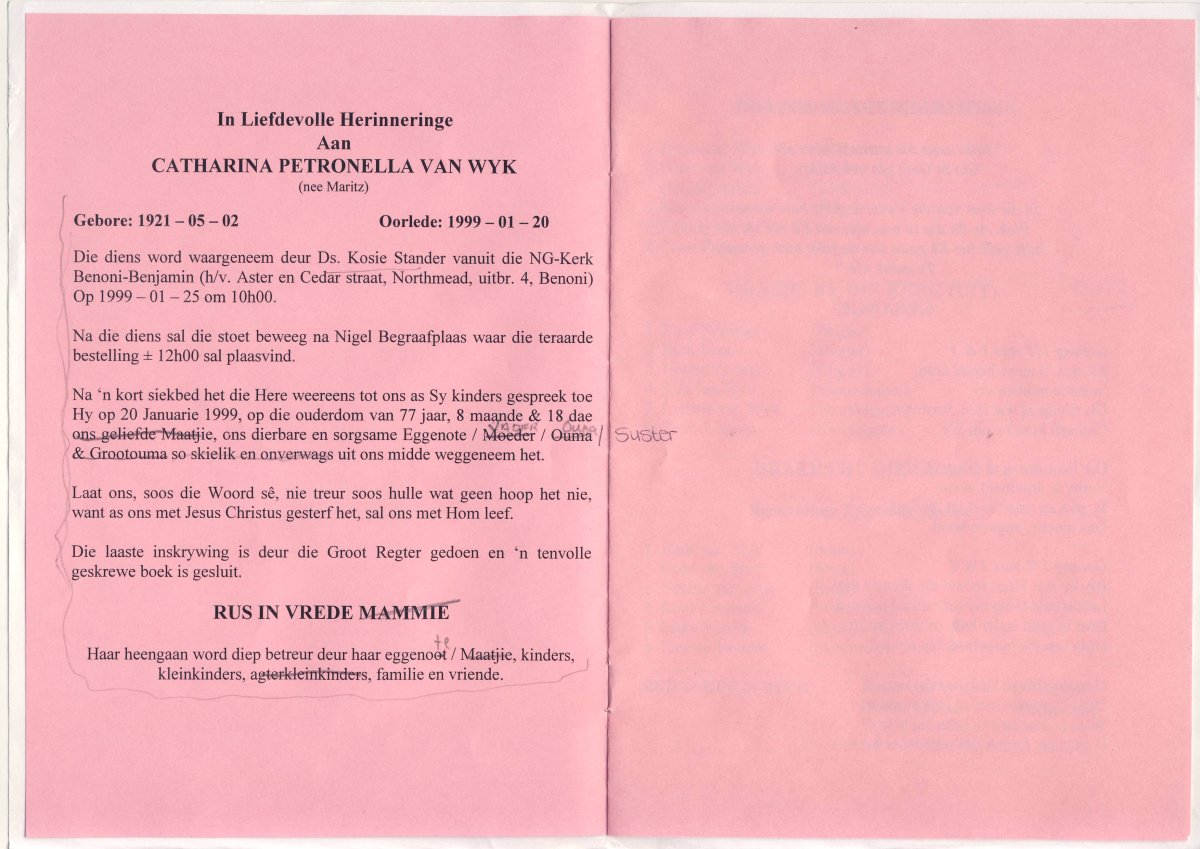 In Liefdevolle Herinneringe
Aan
CATHARINA PETRONELLA VAN WYK
(nee Maritz)
Gebore: 1921 – 05 – 02 Oorlede: 1999 – 01 – 20
Die diens word waargeneem deur Ds. Kosie Stander vanuit die NG-Kerk
Benoni-Benjamin (h/v. Aster en Cedar straat, Northmead, uitbr. 4, Benoni)
Op 1999 – 01 – 25 om 10h00.
Na die diens sal die stoet beweeg na Nigel Begraafplaas waar die teraarde
bestelling ± 12h00 sal plaasvind.
Na ‘n kort siekbed het die Here weereens tot ons as Sy kinders gespreek toe
Hy op 20 Januarie 1999, op die ouderdom van 77 jaar, 8 maande & 18 dae
VADER Oupa
ons geliefde Maatjie, ons dierbare en sorgsame Eggenote / Moeder / Ouma / Suster
& Grootouma so skielik en onverwags uit ons midde weggeneem het.
Laat ons, soos die Woord sê, nie treur soos hulle wat geen hoop het nie,
want as ons met Jesus Christus gesterf het, sal ons met Hom leef.
Die laaste inskrywing is deur die Groot Regter gedoen en ‘n tenvolle
geskrewe boek is gesluit.
RUS IN VREDE MAMMIE
te
Haar heengaan word diep betreur deur haar eggenoot / Maatjie, kinders,
kleinkinders, agterkleinkinders, familie en vriende.